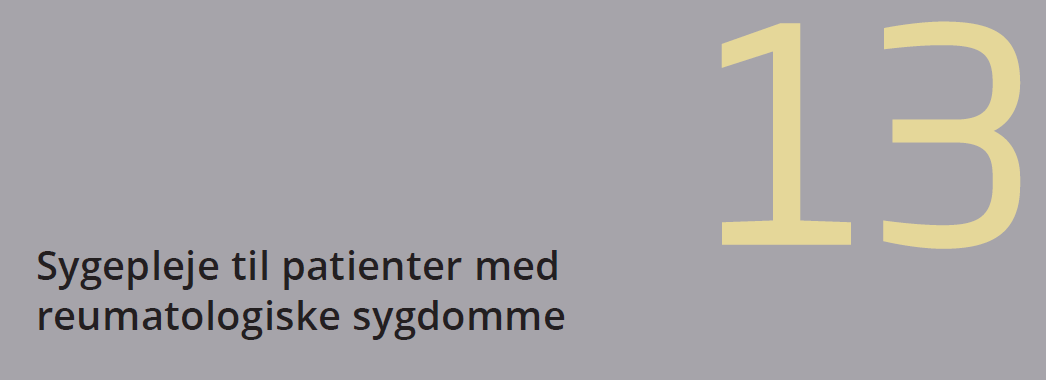 13
Sygepleje til patienter med
reumatologiske sygdomme